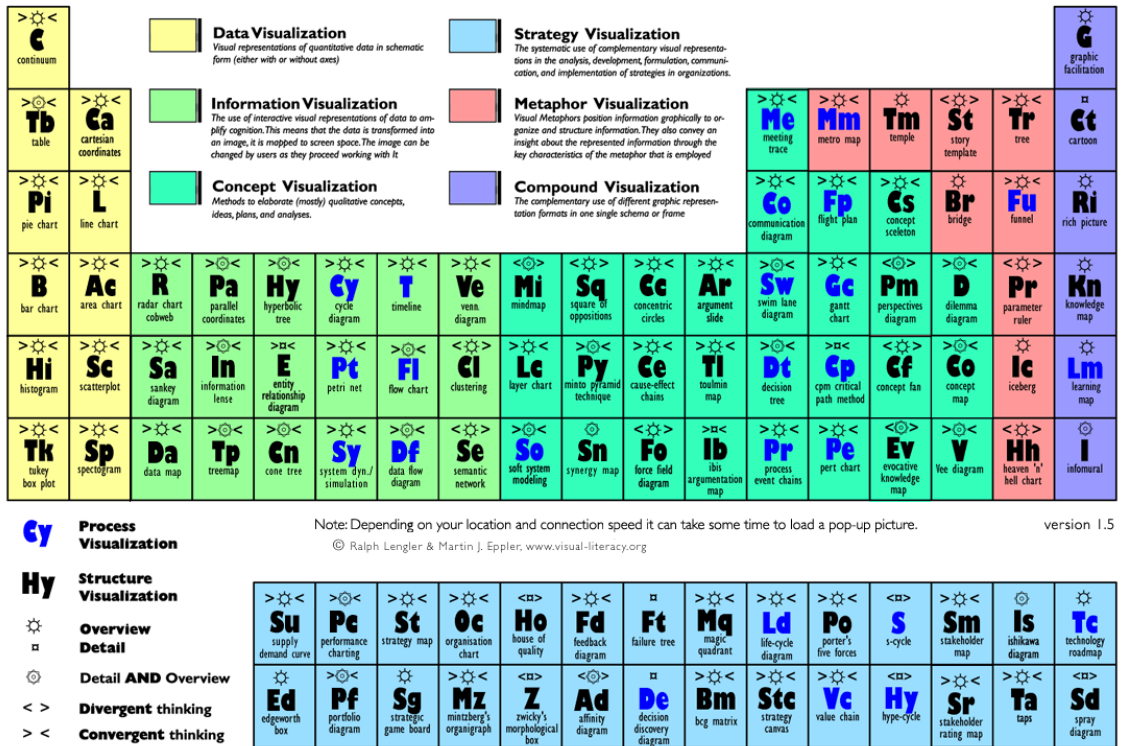 C
continuum
Data Visualization
Visual representations of quantitative data in schematic
form (either with or without axes)
Strategy Visualization
The systematic use of complementary visual representa-
tions in the analysis, development, formulation, communi-
cation, and implementation of strategies in organizations.
G
graphic
facilitation
Tb
table
Ca
cartesian
coordinates
Information Visualization
The use of interactive visual representations of data to am-
plify cognition. This means that the data is transformed into
an image, it is mapped to screen space. The image can be
changed by users as they proceed working with It
Metaphor Visualization
Visual Metaphors position information graphically to or-
ganize and structure information. They also convey an
insight about the represented information through the
key characteristics of the metaphor that is employed
Me
meeting
trace
Mm
metro map
Tm
temple
St
story
template
Tr
tree
Ct
cartoon
Pi
pie chart
L
line chart
Concept Visualization
Methods to elaborate (mostly) qualitative concepts,
ideas, plans, and analyses.
Compound Visualization
The complementary use of different graphic represen-
tation formats in one single schema or frame
Co
communication
diagram
Fp
flight plan
Cs
concept
sceleton
Br
bridge
Fu
funnel
Ri
rich picture
B
bar chart
Ac
area chart
R
radar chart
cobweb
Pa
parallel
coordinates
Hy
hyperbolic
tree
Cy
cycle
diagram
T
timeline
Ve
venn
diagram
Mi
mindmap
Sq
square of
oppositions
Cc
concentric
circles
Ar
argument
slide
Sw
swim lane
diagram
Gc
gantt
chart
Pm
perspectives
diagram
D
dilemma
diagram
Pr
parameter
ruler
Kn
knowledge
map
Hi
histogram
Sc
scatterplot
Sa
sankey
diagram
In
information
lense
E
entity
relationship
diagram
Pt
petri net
Fl
flow chart
Cl
clustering
Lc
layer chart
Py
minto pyramid
technique
Ce
cause-effect
chains
Tl
toulmin
map
Dt
decision
tree
Cp
cpm critical
path method
Cf
concept fan
Co
concept
map
Ic
iceberg
Lm
learning
map
Tk
tukey
box plot
Sp
spectogram
Da
data map
Tp
treemap
Cn
cone tree
Sy
system dyn./
simulation
Df
data flow
diagram
Se
semantic
network
So
soft system
modeling
Sn
synergy map
Fo
force field
diagram
Ib
ibis
argumentation
map
Pr
process
event chains
Pe
pert chart
Ev
evocative
knowledge
map
V
Vee diagram
Hh
heaven 'n'
hell chart
I
infomural
Cy
Process
Visualization
Note: Depending on your location and connection speed it can take some time to load a pop-up picture.
version 1.5
© Ralph Lengler & Martin J. Eppler, www.visual-literacy.org
Hy
Structure
Visualization
☼ Overview
¤ Detail
Detail AND Overview
< > Divergent thinking
> < Convergent thinking
Su
supply
demand curve
Pc
performance
charting
St
strategy map
Oc
organisation
chart
Ho
house of
quality
Fd
feedback
diagram
Ft
failure tree
Mq
magic
quadrant
Ld
life-cycle
diagram
Po
porter's
five forces
S
s-cycle
Sm
stakeholder
map
Is
ishikawa
diagram
Tc
technology
roadmap
Ed
edgeworth
box
Pf
portfolio
diagram
Sg
strategic
game board
Mz
mintzberg's
organigraph
Z
zwicky's
morphological
box
Ad
affinity
diagram
De
decision
discovery
diagram
Bm
bcg matrix
Stc
strategy
canvas
Vc
value chain
Hy
hype-cycle
Sr
stakeholder
rating map
Ta
taps
Sd
spray
diagram